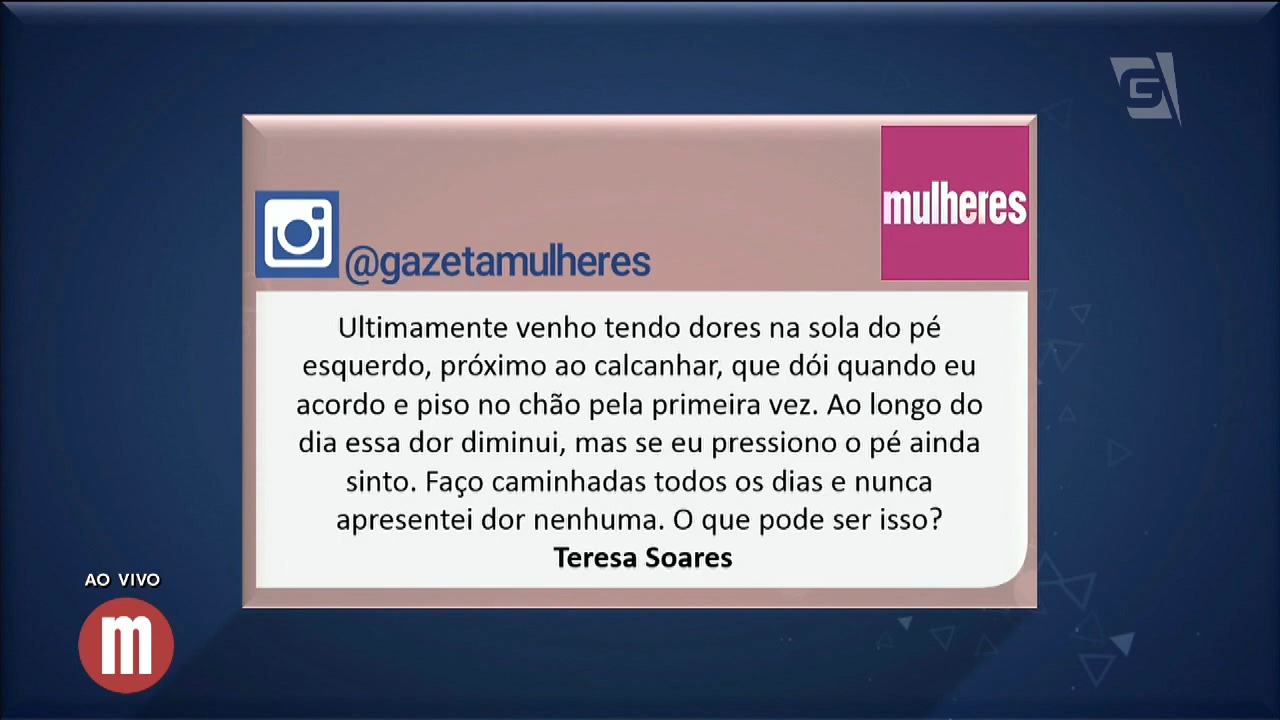 G
mulheres
@gazetamulheres
Ultimamente venho tendo dores na sola do pé
esquerdo, próximo ao calcanhar, que dói quando eu
acordo e piso no chão pela primeira vez. Ao longo do
dia essa dor diminui, mas se eu pressiono o pé ainda
sinto. Faço caminhadas todos os dias e nunca
apresentei dor nenhuma. O que pode ser isso?
Teresa Soares
AO VIVO
m